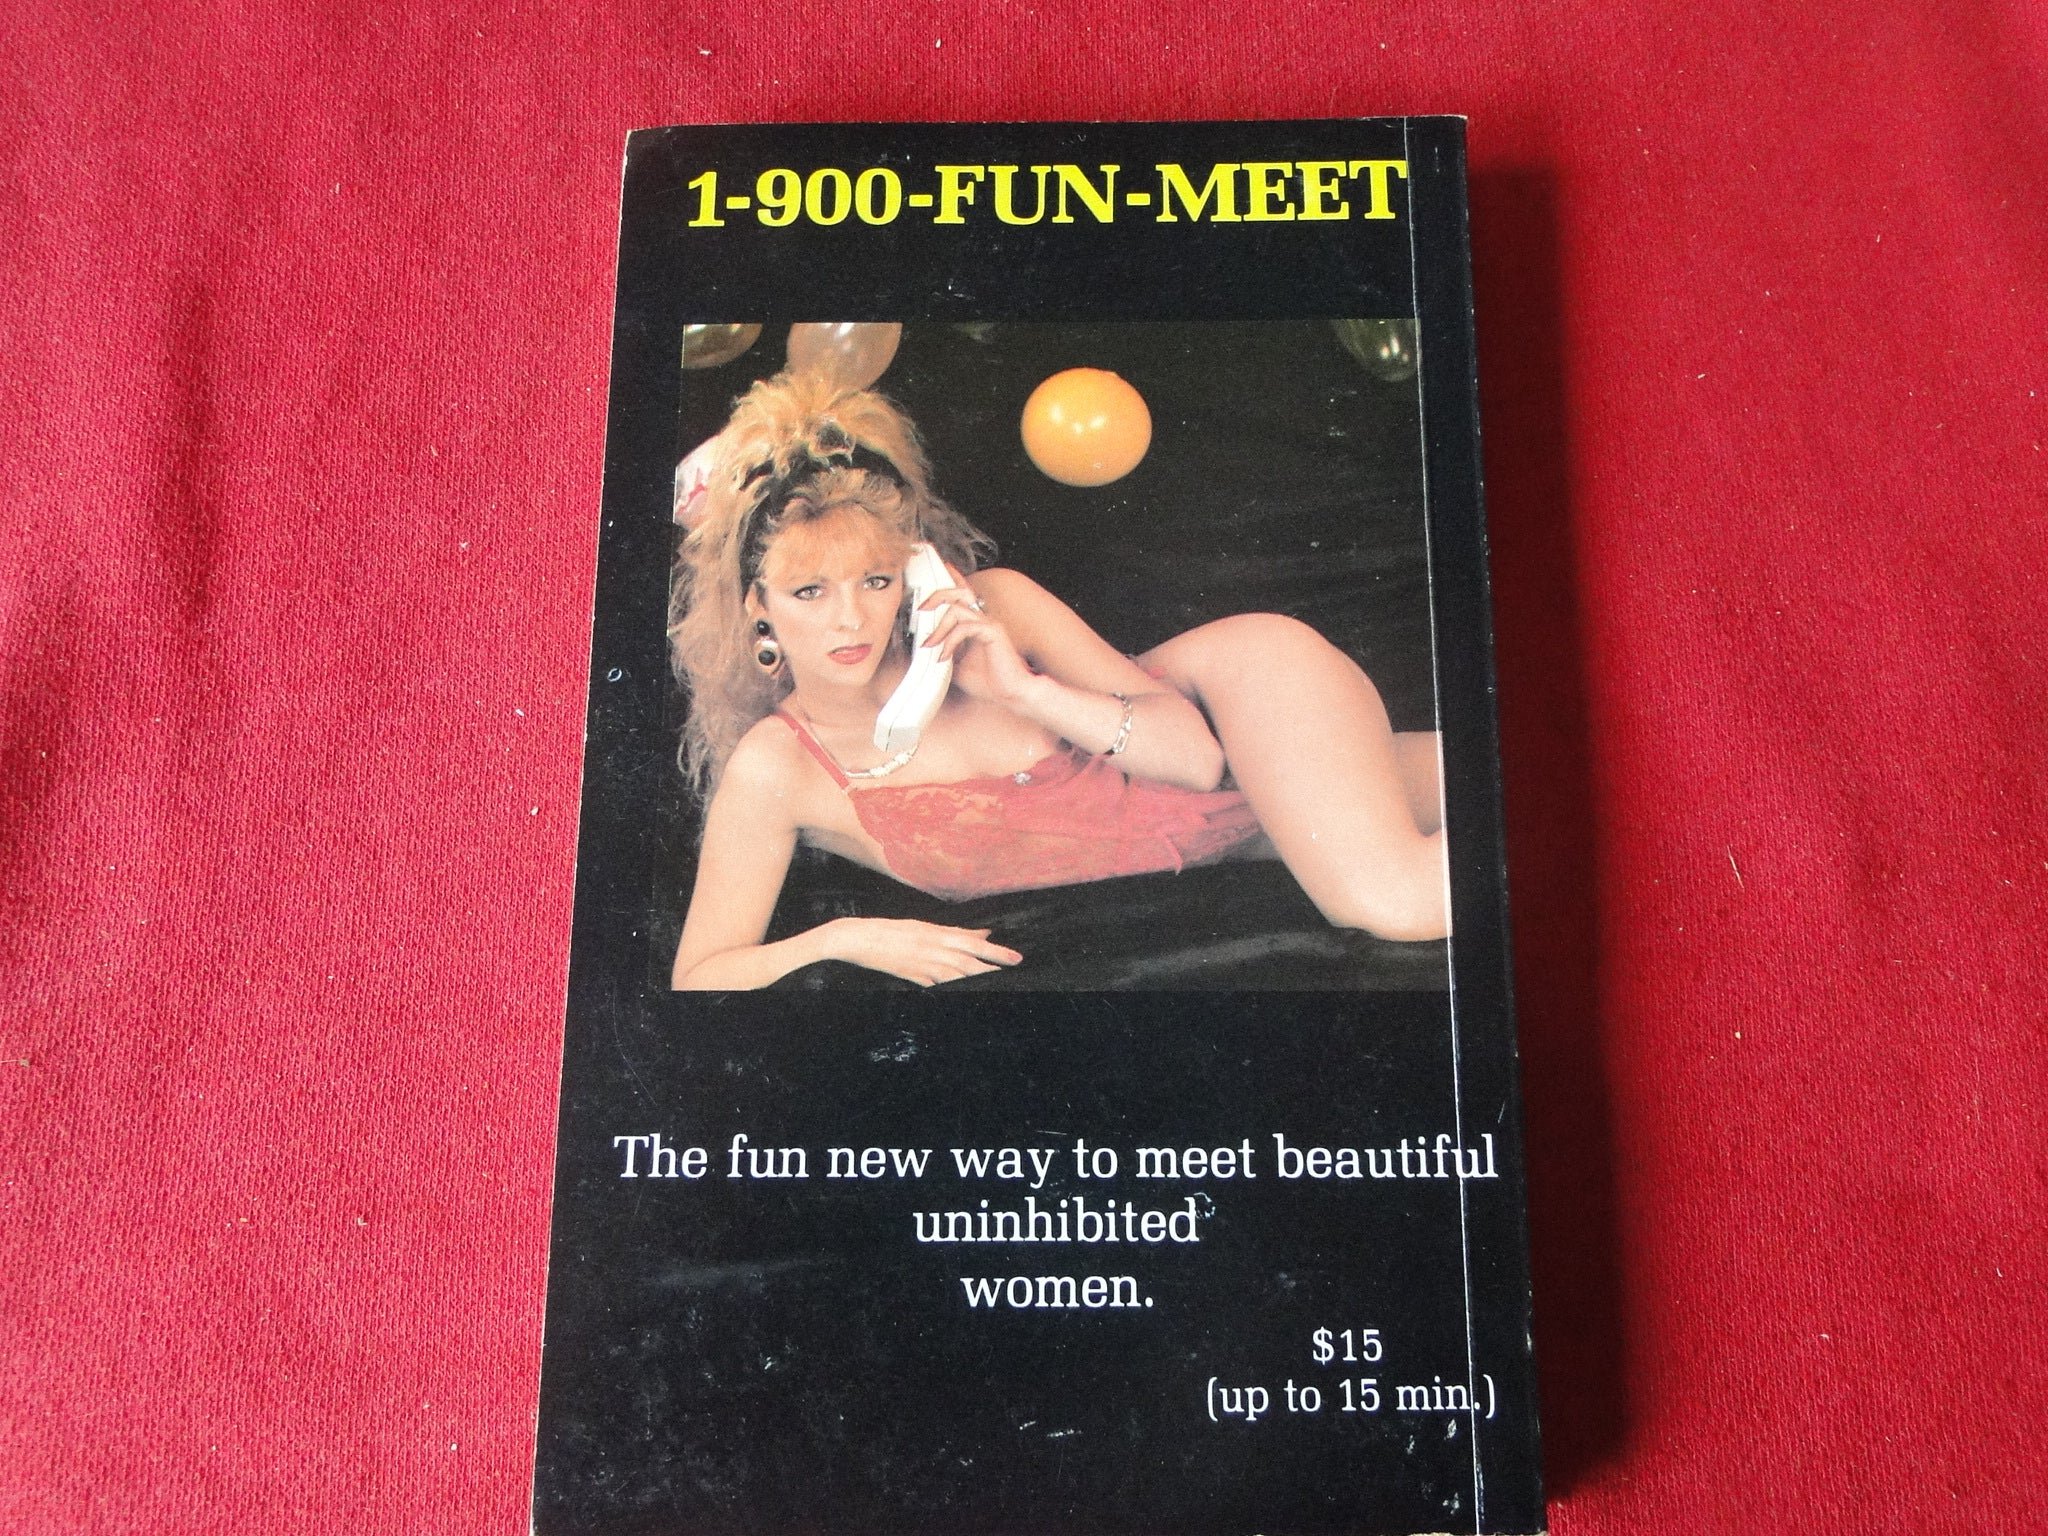 1-900-FUN-MEET
The fun new way to meet beautiful
uninhibited
women.
$15
(up to 15 min.)